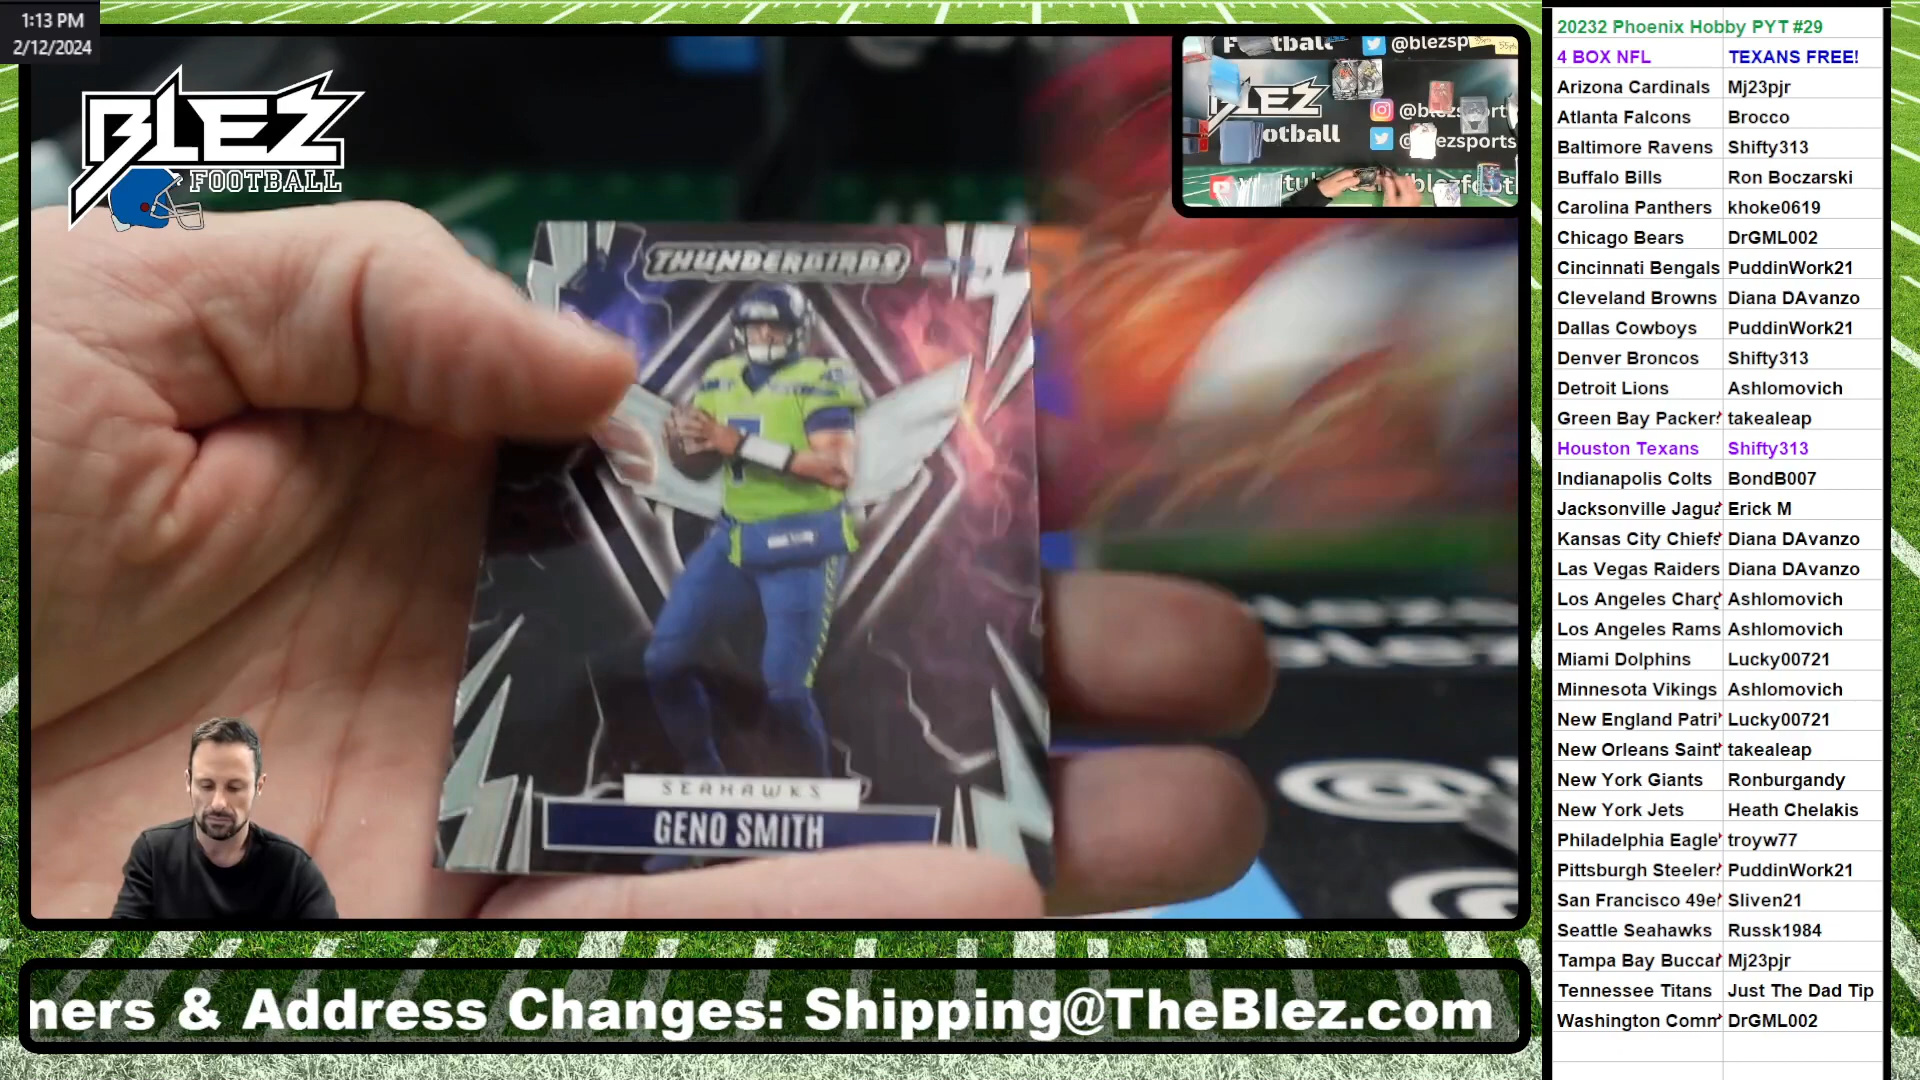 1:13 PM
2/12/2024
BLEZ
FOOTBALL
THUNDERBIRDS
SEAHAWKS
GENO SMITH
@blezsp
BLEZ
otball
ners & Address Changes: Shipping@TheBlez.com
20232 Phoenix Hobby PYT #29
4 BOX NFL TEXANS FREE!
Arizona Cardinals Mj23pjr
Atlanta Falcons Brocco
Baltimore Ravens Shifty313
Buffalo Bills Ron Boczarski
Carolina Panthers khoke0619
Chicago Bears DrGML002
Cincinnati Bengals PuddinWork21
Cleveland Browns Diana DAvanzo
Dallas Cowboys PuddinWork21
Denver Broncos Shifty313
Detroit Lions Ashlomovich
Green Bay Packer takealeap
Houston Texans Shifty313
Indianapolis Colts BondB007
Jacksonville Jagua Erick M
Kansas City Chiefs Diana DAvanzo
Las Vegas Raiders Diana DAvanzo
Los Angeles Charg Ashlomovich
Los Angeles Rams Ashlomovich
Miami Dolphins Lucky00721
Minnesota Vikings Ashlomovich
New England Patri Lucky00721
New Orleans Saint takealeap
New York Giants Ronburgandy
New York Jets Heath Chelakis
Philadelphia Eagle troyw77
Pittsburgh Steeler PuddinWork21
San Francisco 49e Sliven21
Seattle Seahawks Russk1984
Tampa Bay Buccar Mj23pjr
Tennessee Titans Just The Dad Tip
Washington Comm DrGML002